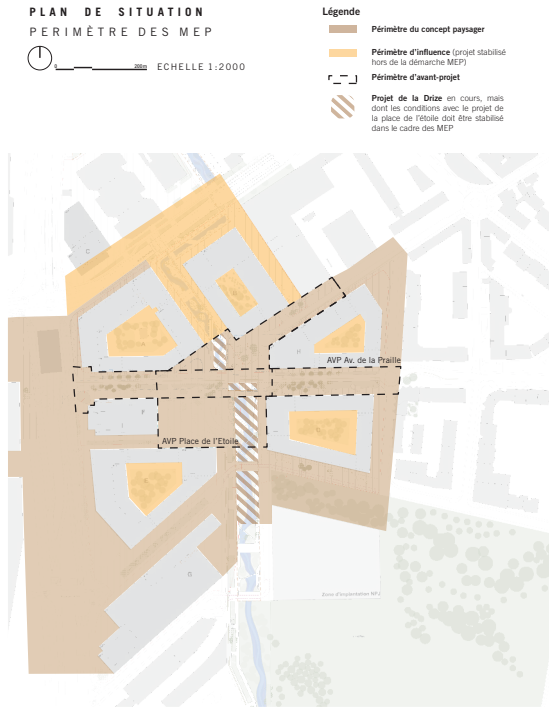 PLAN DE SITUATION
PERIMÈTRE DES MEP
0 200m ECHELLE 1:2000
Légende
Périmètre du concept paysager
Périmètre d'influence (projet stabilisé
hors de la démarche MEP)
Périmètre d'avant-projet
Projet de la Drize en cours, mais
dont les conditions avec le projet de
la place de l'étoile doit être stabilisé
dans le cadre des MEP
C
A
H
AVP Av. de la Praille
F
AVP Place de l'Etoile
B
Zone d'implantation NPJ